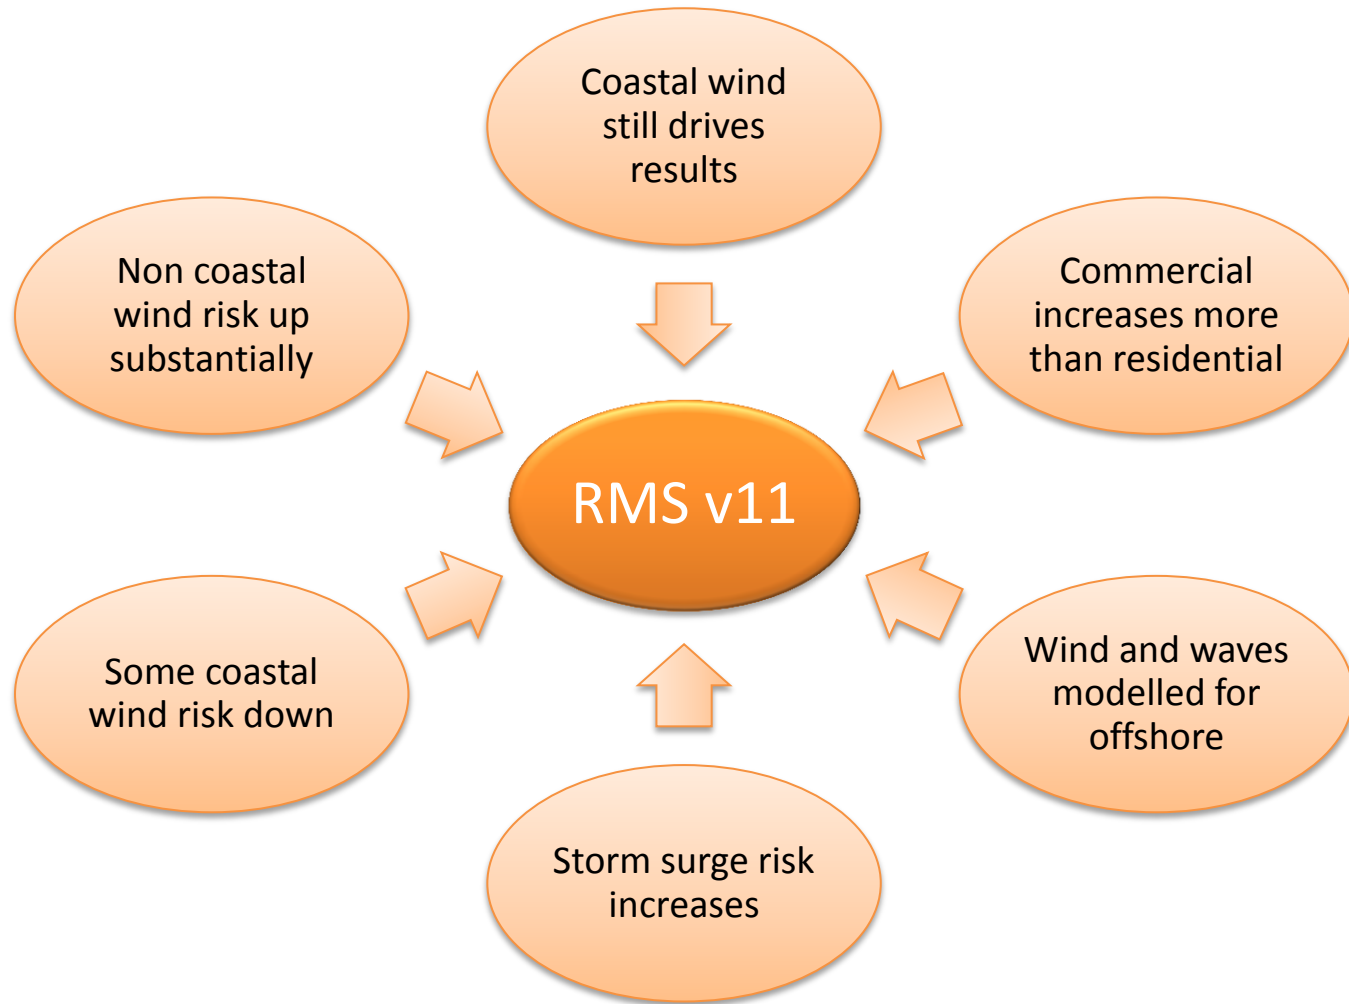 Coastal wind
still drives
results
Commercial
increases more
than residential
Wind and waves
modelled for
offshore
Storm surge risk
increases
Some coastal
wind risk down
Non coastal
wind risk up
substantially
RMS v11